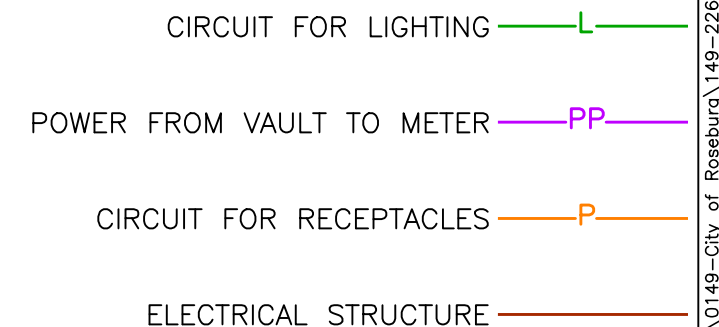 CIRCUIT FOR LIGHTING L
POWER FROM VAULT TO METER PP
CIRCUIT FOR RECEPTACLES P
ELECTRICAL STRUCTURE
\0149-City of Roseburg\149-226